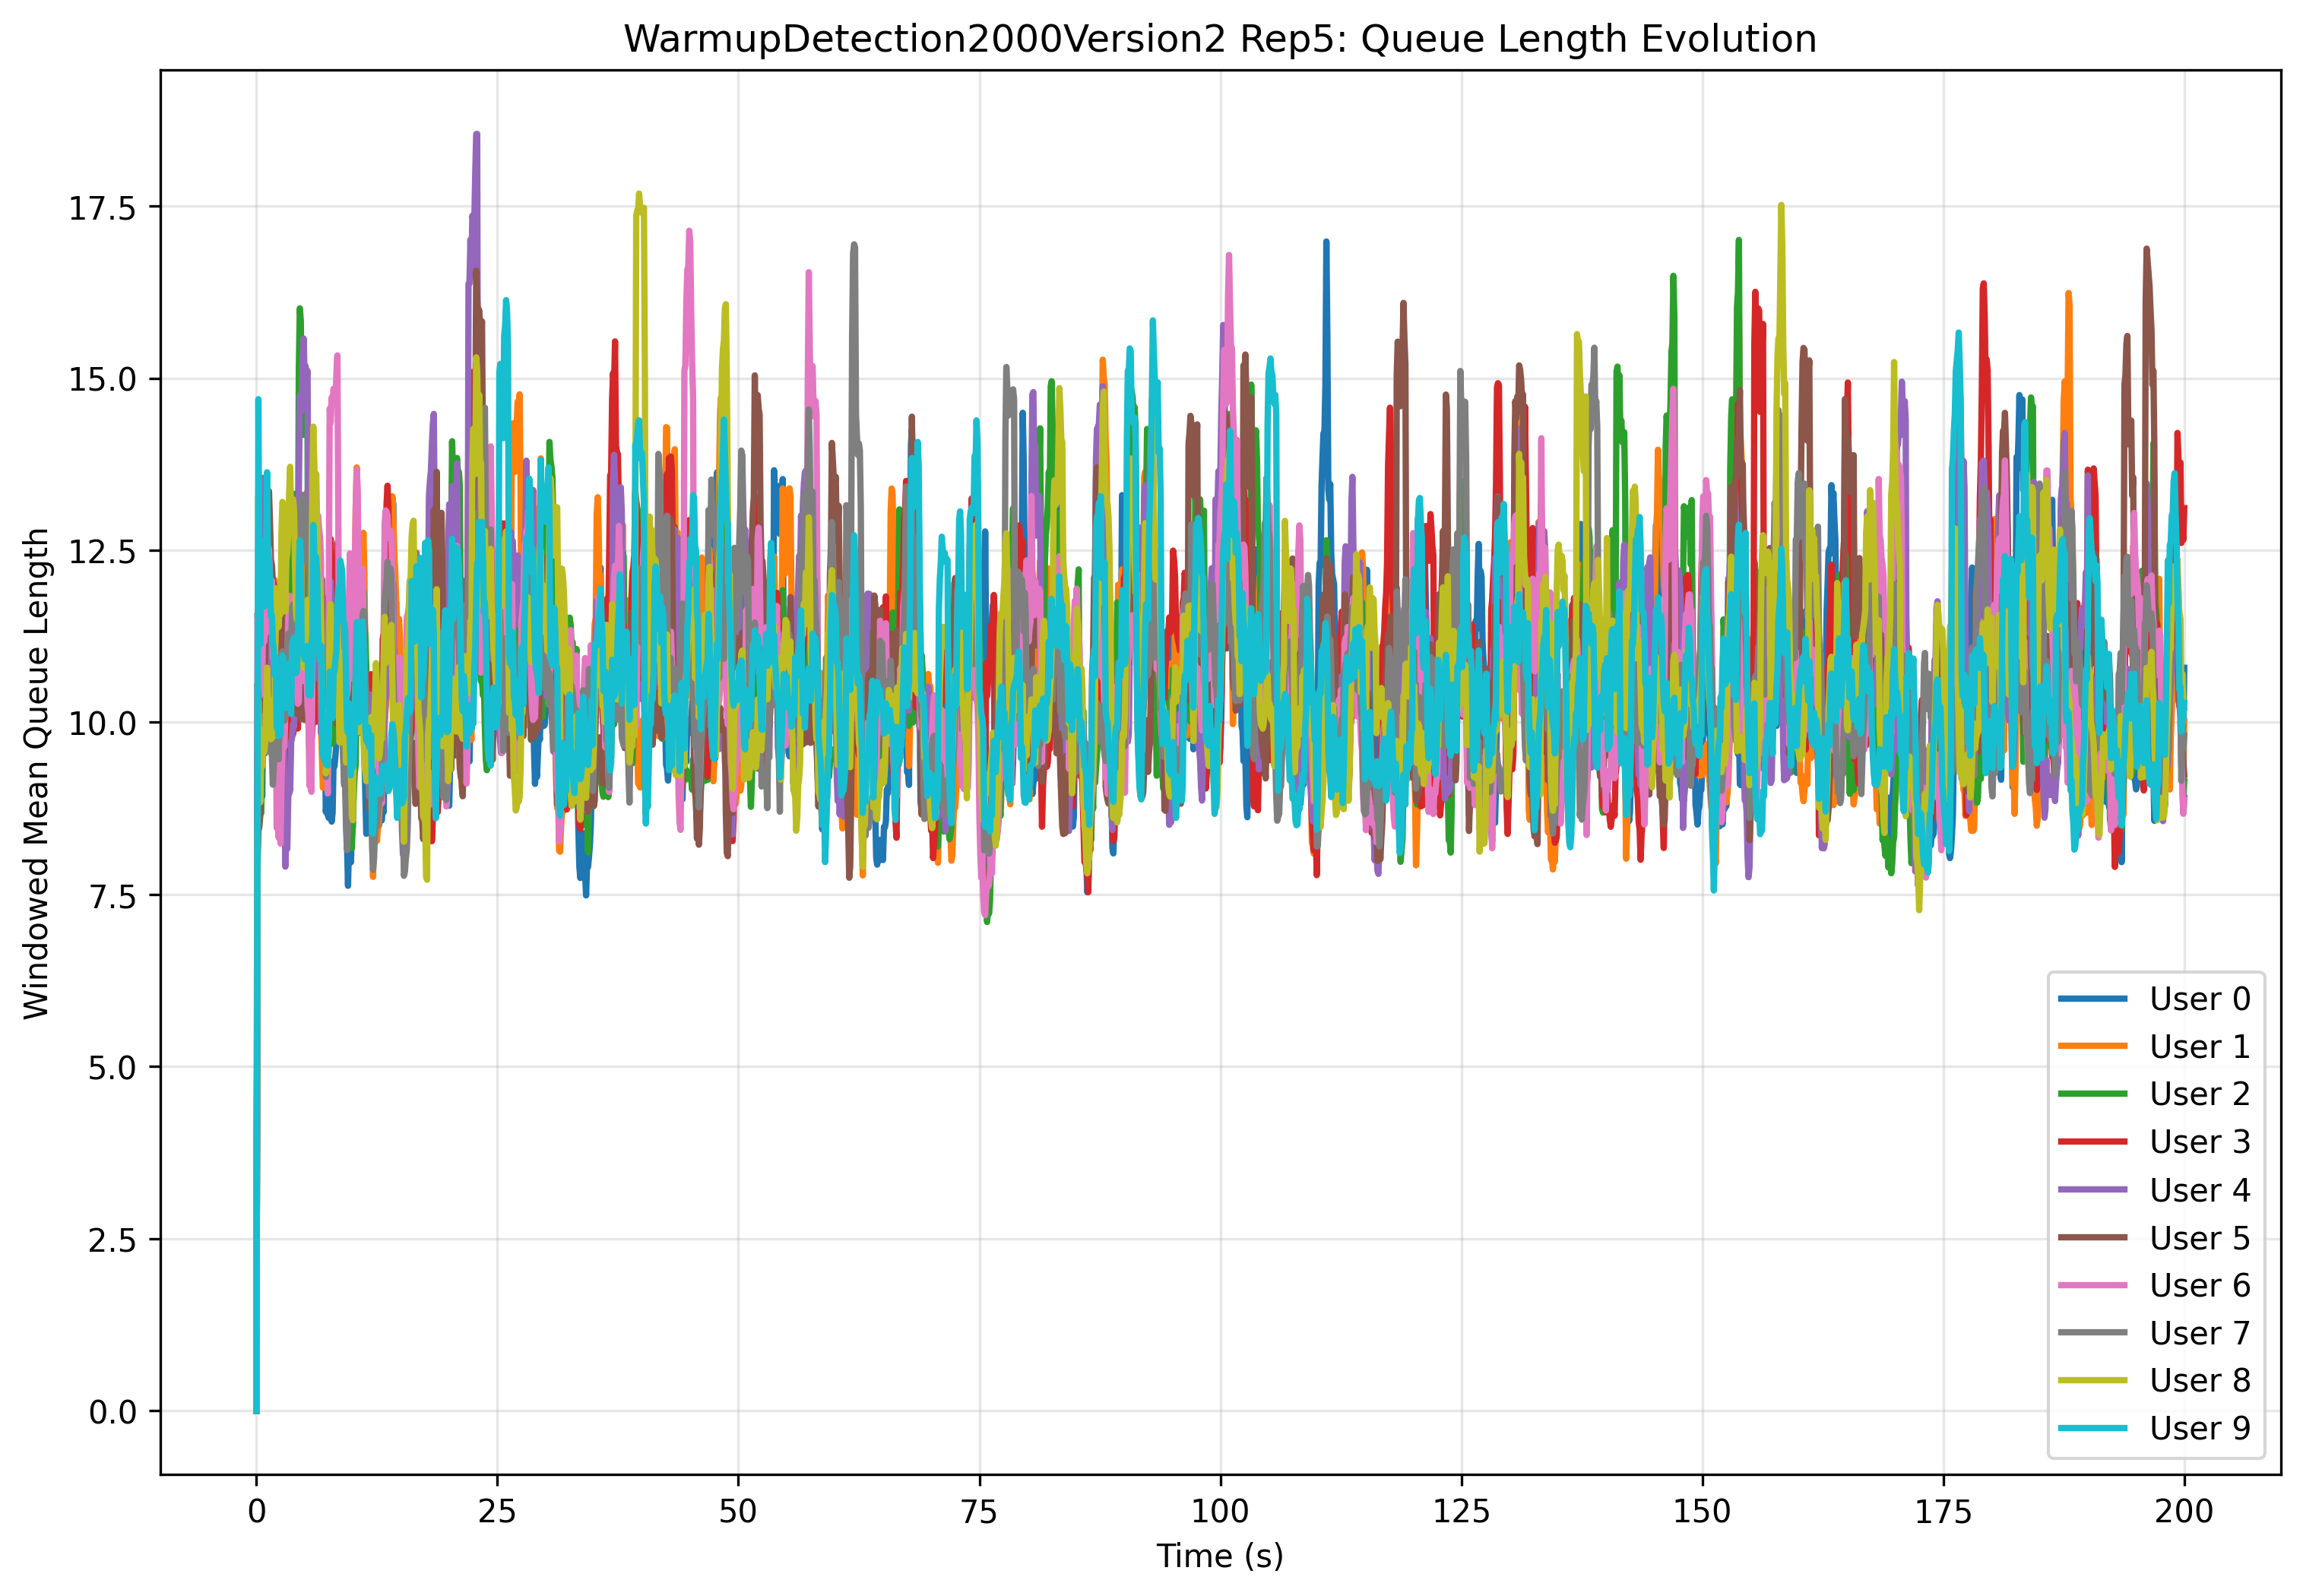 WarmupDetection2000Version2 Rep5: Queue Length Evolution
Windowed Mean Queue Length
17.5
15.0
12.5
10.0
7.5
5.0
2.5
0.0
0 25 50 75 100 125 150 175 200
Time (s)
User 0
User 1
User 2
User 3
User 4
User 5
User 6
User 7
User 8
User 9